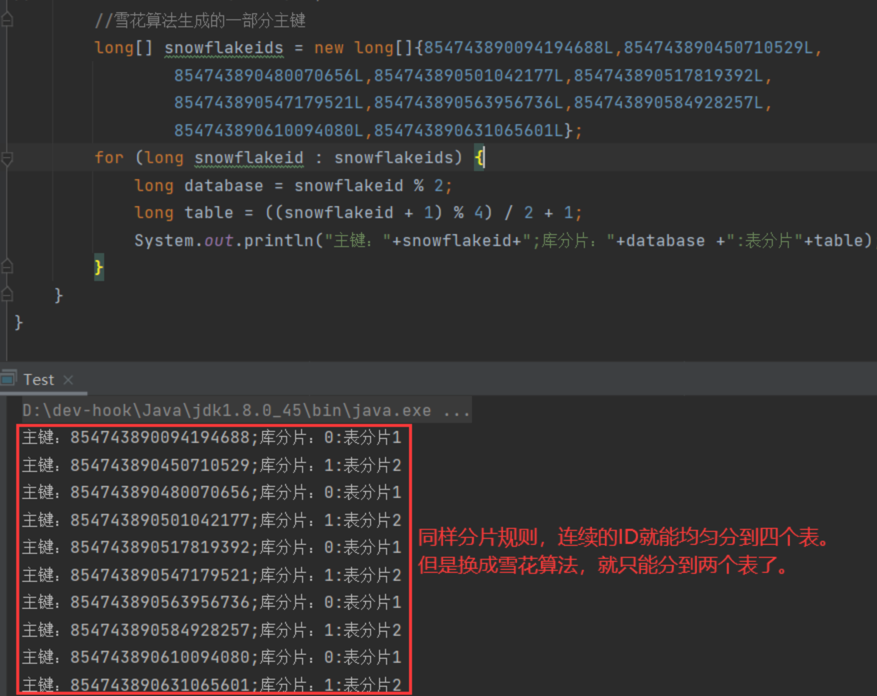 //雪花算法生成的一部分主键
long[] snowflakeids = new long[]{854743890094194688L,854743890450710529L,
854743890480070656L,854743890501042177L,854743890517819392L,
854743890547179521L,854743890563956736L,854743890584928257L,
854743890610094080L,854743890631065601L};
for (long snowflakeid : snowflakeids) {
long database = snowflakeid % 2;
long table = ((snowflakeid + 1) % 4) / 2 + 1;
System.out.println("主键："+snowflakeid+";库分片："+database +":表分片"+table)
}
}
}
Test ×
D:\dev-hook\Java\jdk1.8.0_45\bin\java.exe ...
主键：854743890094194688;库分片：0:表分片1
主键：854743890450710529;库分片：1:表分片2
主键：854743890480070656;库分片：0:表分片1
主键：854743890501042177;库分片：1:表分片2
主键：854743890517819392;库分片：0:表分片1
主键：854743890547179521;库分片：1:表分片2
主键：854743890563956736;库分片：0:表分片1
主键：854743890584928257;库分片：1:表分片2
主键：854743890610094080;库分片：0:表分片1
主键：854743890631065601;库分片：1:表分片2
同样分片规则，连续的ID就能均匀分到四个表。
但是换成雪花算法，就只能分到两个表了。